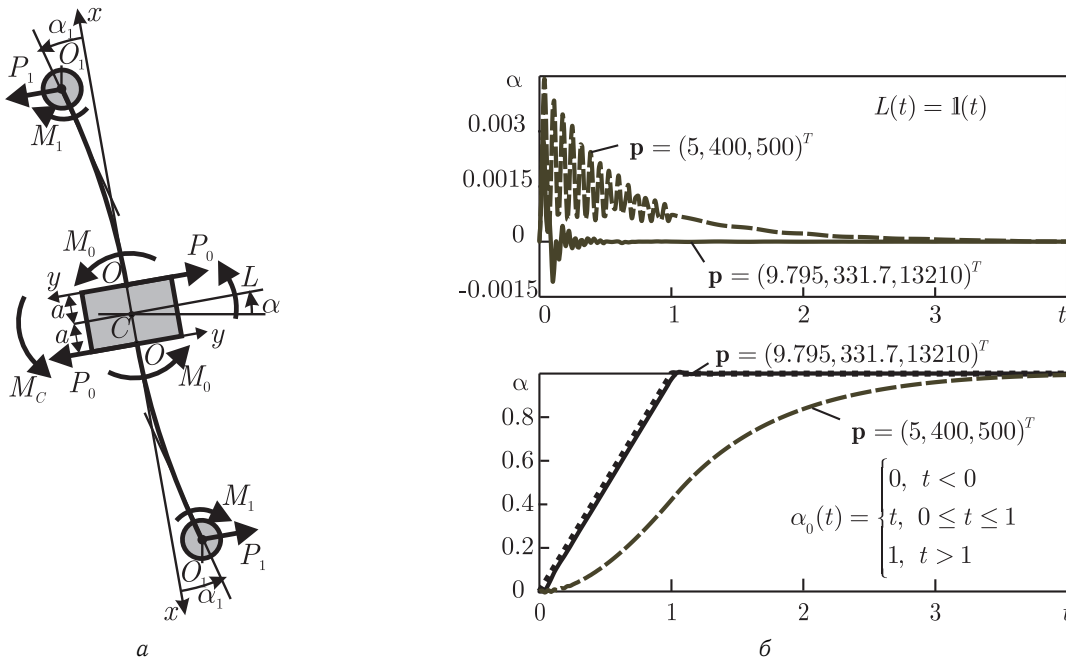 x
α₁
O₁
P₁
M₁
M₀
O
P₀
L
y
a
α
a
C
y
O
M_C
P₀
M₀
M₁
P₁
O₁
α₁
x
а
α
L(t) = 𝟙(t)
0.003
p = (5, 400, 500)ᵀ
0.0015
0
p = (9.795, 331.7, 13210)ᵀ
-0.0015
0 1 2 3 t
p = (9.795, 331.7, 13210)ᵀ
α
0.8
p = (5, 400, 500)ᵀ
0.6
0, t < 0
0.4
α₀(t) = { t, 0 ≤ t ≤ 1
0.2
1, t > 1
0
0 1 2 3 t
б